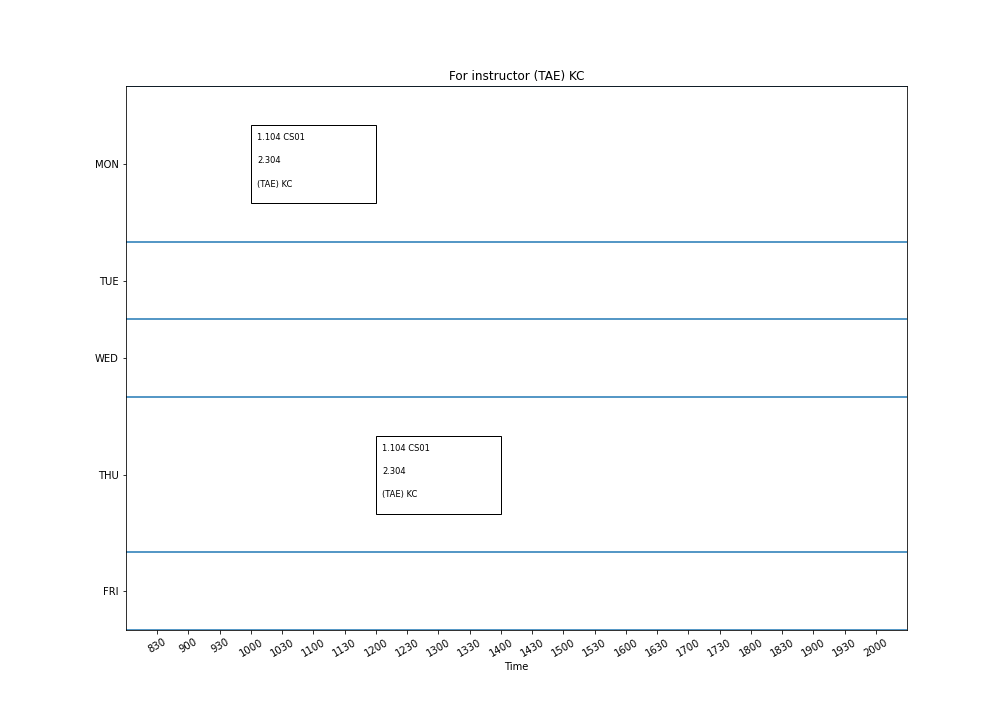 For instructor (TAE) KC
MON
1.104 CS01
2.304
(TAE) KC
TUE
WED
THU
1.104 CS01
2.304
(TAE) KC
FRI
830 900 930 1000 1030 1100 1130 1200 1230 1300 1330 1400 1430 1500 1530 1600 1630 1700 1730 1800 1830 1900 1930 2000
Time